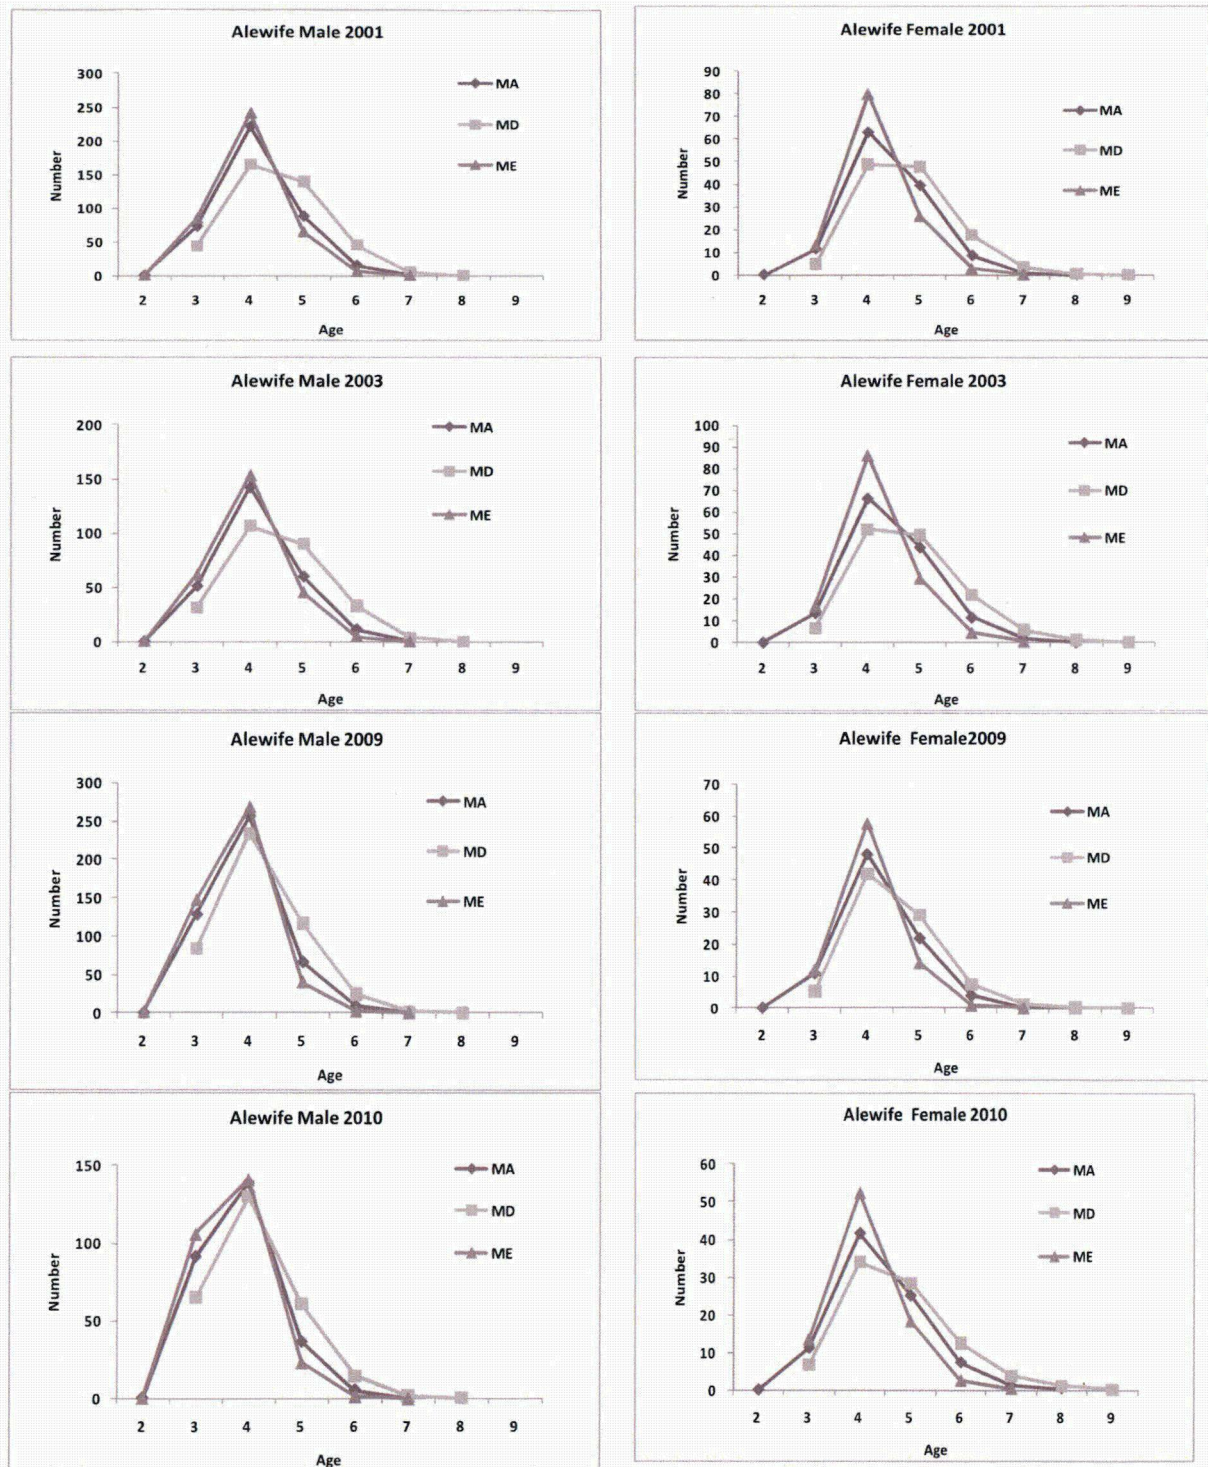 Alewife Male 2001
300
250
200
150
100
50
0
Number
2 3 4 5 6 7 8 9
Age
MA
MD
ME
Alewife Female 2001
90
80
70
60
50
40
30
20
10
0
Number
2 3 4 5 6 7 8 9
Age
MA
MD
ME
Alewife Male 2003
200
150
100
50
0
Number
2 3 4 5 6 7 8 9
Age
MA
MD
ME
Alewife Female 2003
100
90
80
70
60
50
40
30
20
10
0
Number
2 3 4 5 6 7 8 9
Age
MA
MD
ME
Alewife Male 2009
300
250
200
150
100
50
0
Number
2 3 4 5 6 7 8 9
Age
MA
MD
ME
Alewife Female2009
70
60
50
40
30
20
10
0
Number
2 3 4 5 6 7 8 9
Age
MA
MD
ME
Alewife Male 2010
150
100
50
0
Number
2 3 4 5 6 7 8 9
Age
MA
MD
ME
Alewife Female 2010
60
50
40
30
20
10
0
Number
2 3 4 5 6 7 8 9
Age
MA
MD
ME